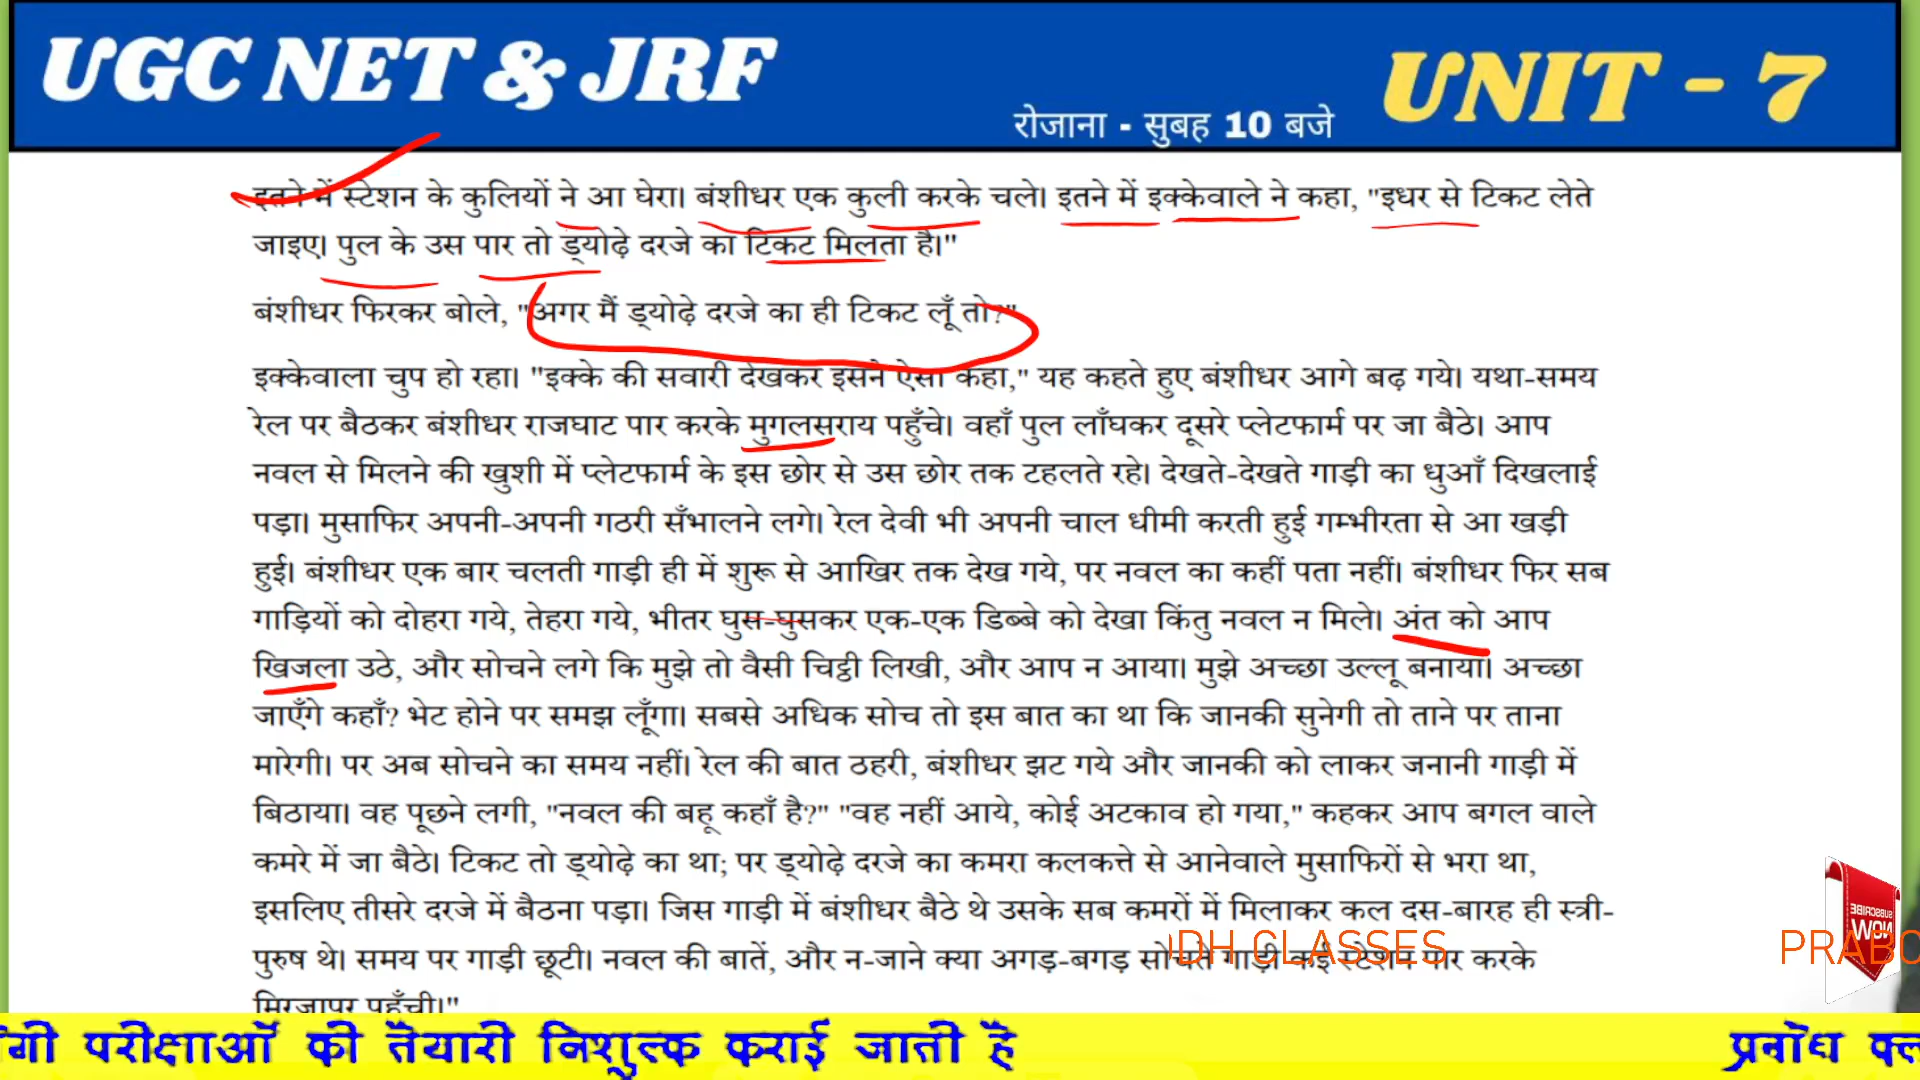 UGC NET & JRF
रोजाना - सुबह 10 बजे
UNIT - 7
इतने में स्टेशन के कुलियों ने आ घेरा। बंशीधर एक कुली करके चले। इतने में इक्केवाले ने कहा, "इधर से टिकट लेते
जाइए। पुल के उस पार तो ड्योढ़े दरजे का टिकट मिलता है।"
बंशीधर फिरकर बोले, "अगर मैं ड्योढ़े दरजे का ही टिकट लूँ तो?"
इक्केवाला चुप हो रहा। "इक्के की सवारी देखकर इसने ऐसा कहा," यह कहते हुए बंशीधर आगे बढ़ गये। यथा-समय
रेल पर बैठकर बंशीधर राजघाट पार करके मुगलसराय पहुँचे। वहाँ पुल लाँघकर दूसरे प्लेटफार्म पर जा बैठे। आप
नवल से मिलने की खुशी में प्लेटफार्म के इस छोर से उस छोर तक टहलते रहे। देखते-देखते गाड़ी का धुआँ दिखलाई
पड़ा। मुसाफिर अपनी-अपनी गठरी सँभालने लगे। रेल देवी भी अपनी चाल धीमी करती हुई गम्भीरता से आ खड़ी
हुई। बंशीधर एक बार चलती गाड़ी ही में शुरू से आखिर तक देख गये, पर नवल का कहीं पता नहीं। बंशीधर फिर सब
गाड़ियों को दोहरा गये, तेहरा गये, भीतर घुस-घुसकर एक-एक डिब्बे को देखा किंतु नवल न मिले। अंत को आप
खिजला उठे, और सोचने लगे कि मुझे तो वैसी चिट्ठी लिखी, और आप न आया। मुझे अच्छा उल्लू बनाया। अच्छा
जाएँगे कहाँ? भेट होने पर समझ लूँगा। सबसे अधिक सोच तो इस बात का था कि जानकी सुनेगी तो ताने पर ताना
मारेगी। पर अब सोचने का समय नहीं। रेल की बात ठहरी, बंशीधर झट गये और जानकी को लाकर जनानी गाड़ी में
बिठाया। वह पूछने लगी, "नवल की बहू कहाँ है?" "वह नहीं आये, कोई अटकाव हो गया," कहकर आप बगल वाले
कमरे में जा बैठे। टिकट तो ड्योढ़े का था; पर ड्योढ़े दरजे का कमरा कलकत्ते से आनेवाले मुसाफिरों से भरा था,
इसलिए तीसरे दरजे में बैठना पड़ा। जिस गाड़ी में बंशीधर बैठे थे उसके सब कमरों में मिलाकर कल दस-बारह ही स्त्री-
पुरुष थे। समय पर गाड़ी छूटी। नवल की बातें, और न-जाने क्या अगड़-बगड़ सोचते गाड़ी कई स्टेशन पार करके
मिरजापुर पहुँची।"
SUBSCRIBE
NOW
DH CLASSES
PRABO
परीक्षाओं की तैयारी निशुल्क कराई जाती है